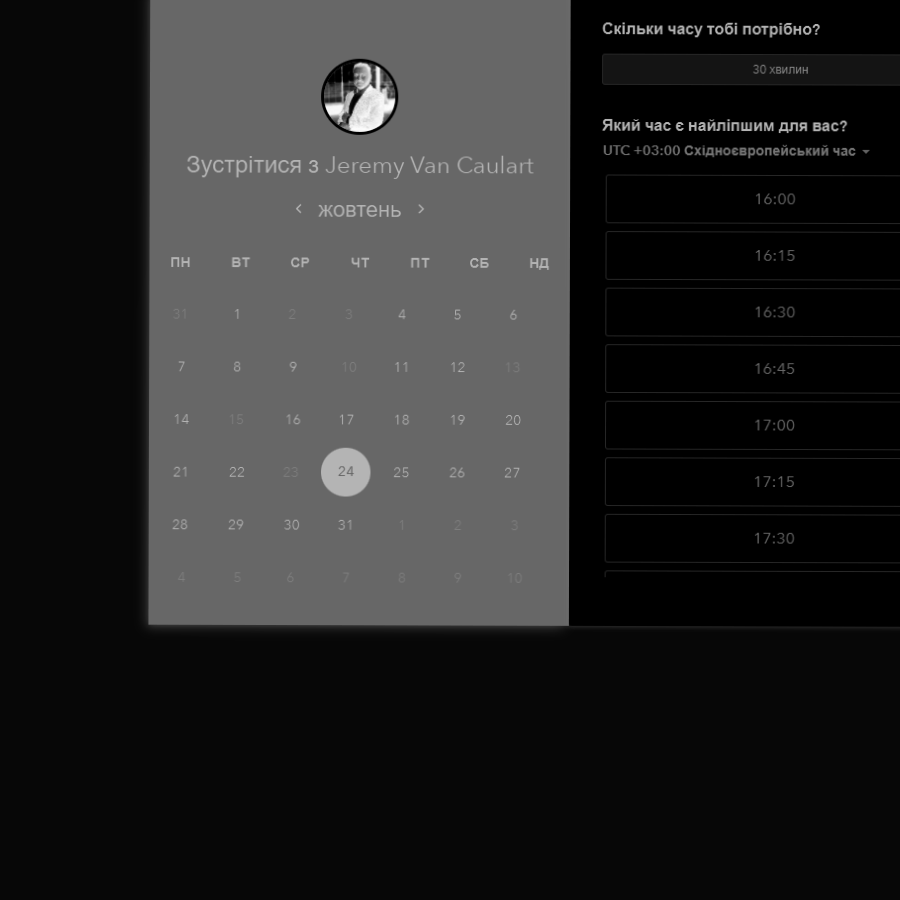 Зустрітися з Jeremy Van Caulart
жовтень
ПН ВТ СР ЧТ ПТ СБ НД
31 1 2 3 4 5 6
7 8 9 10 11 12 13
14 15 16 17 18 19 20
21 22 23 24 25 26 27
28 29 30 31 1 2 3
4 5 6 7 8 9 10
Скільки часу тобі потрібно?
30 хвилин
Який час є найліпшим для вас?
UTC +03:00 Східноєвропейський час
16:00
16:15
16:30
16:45
17:00
17:15
17:30